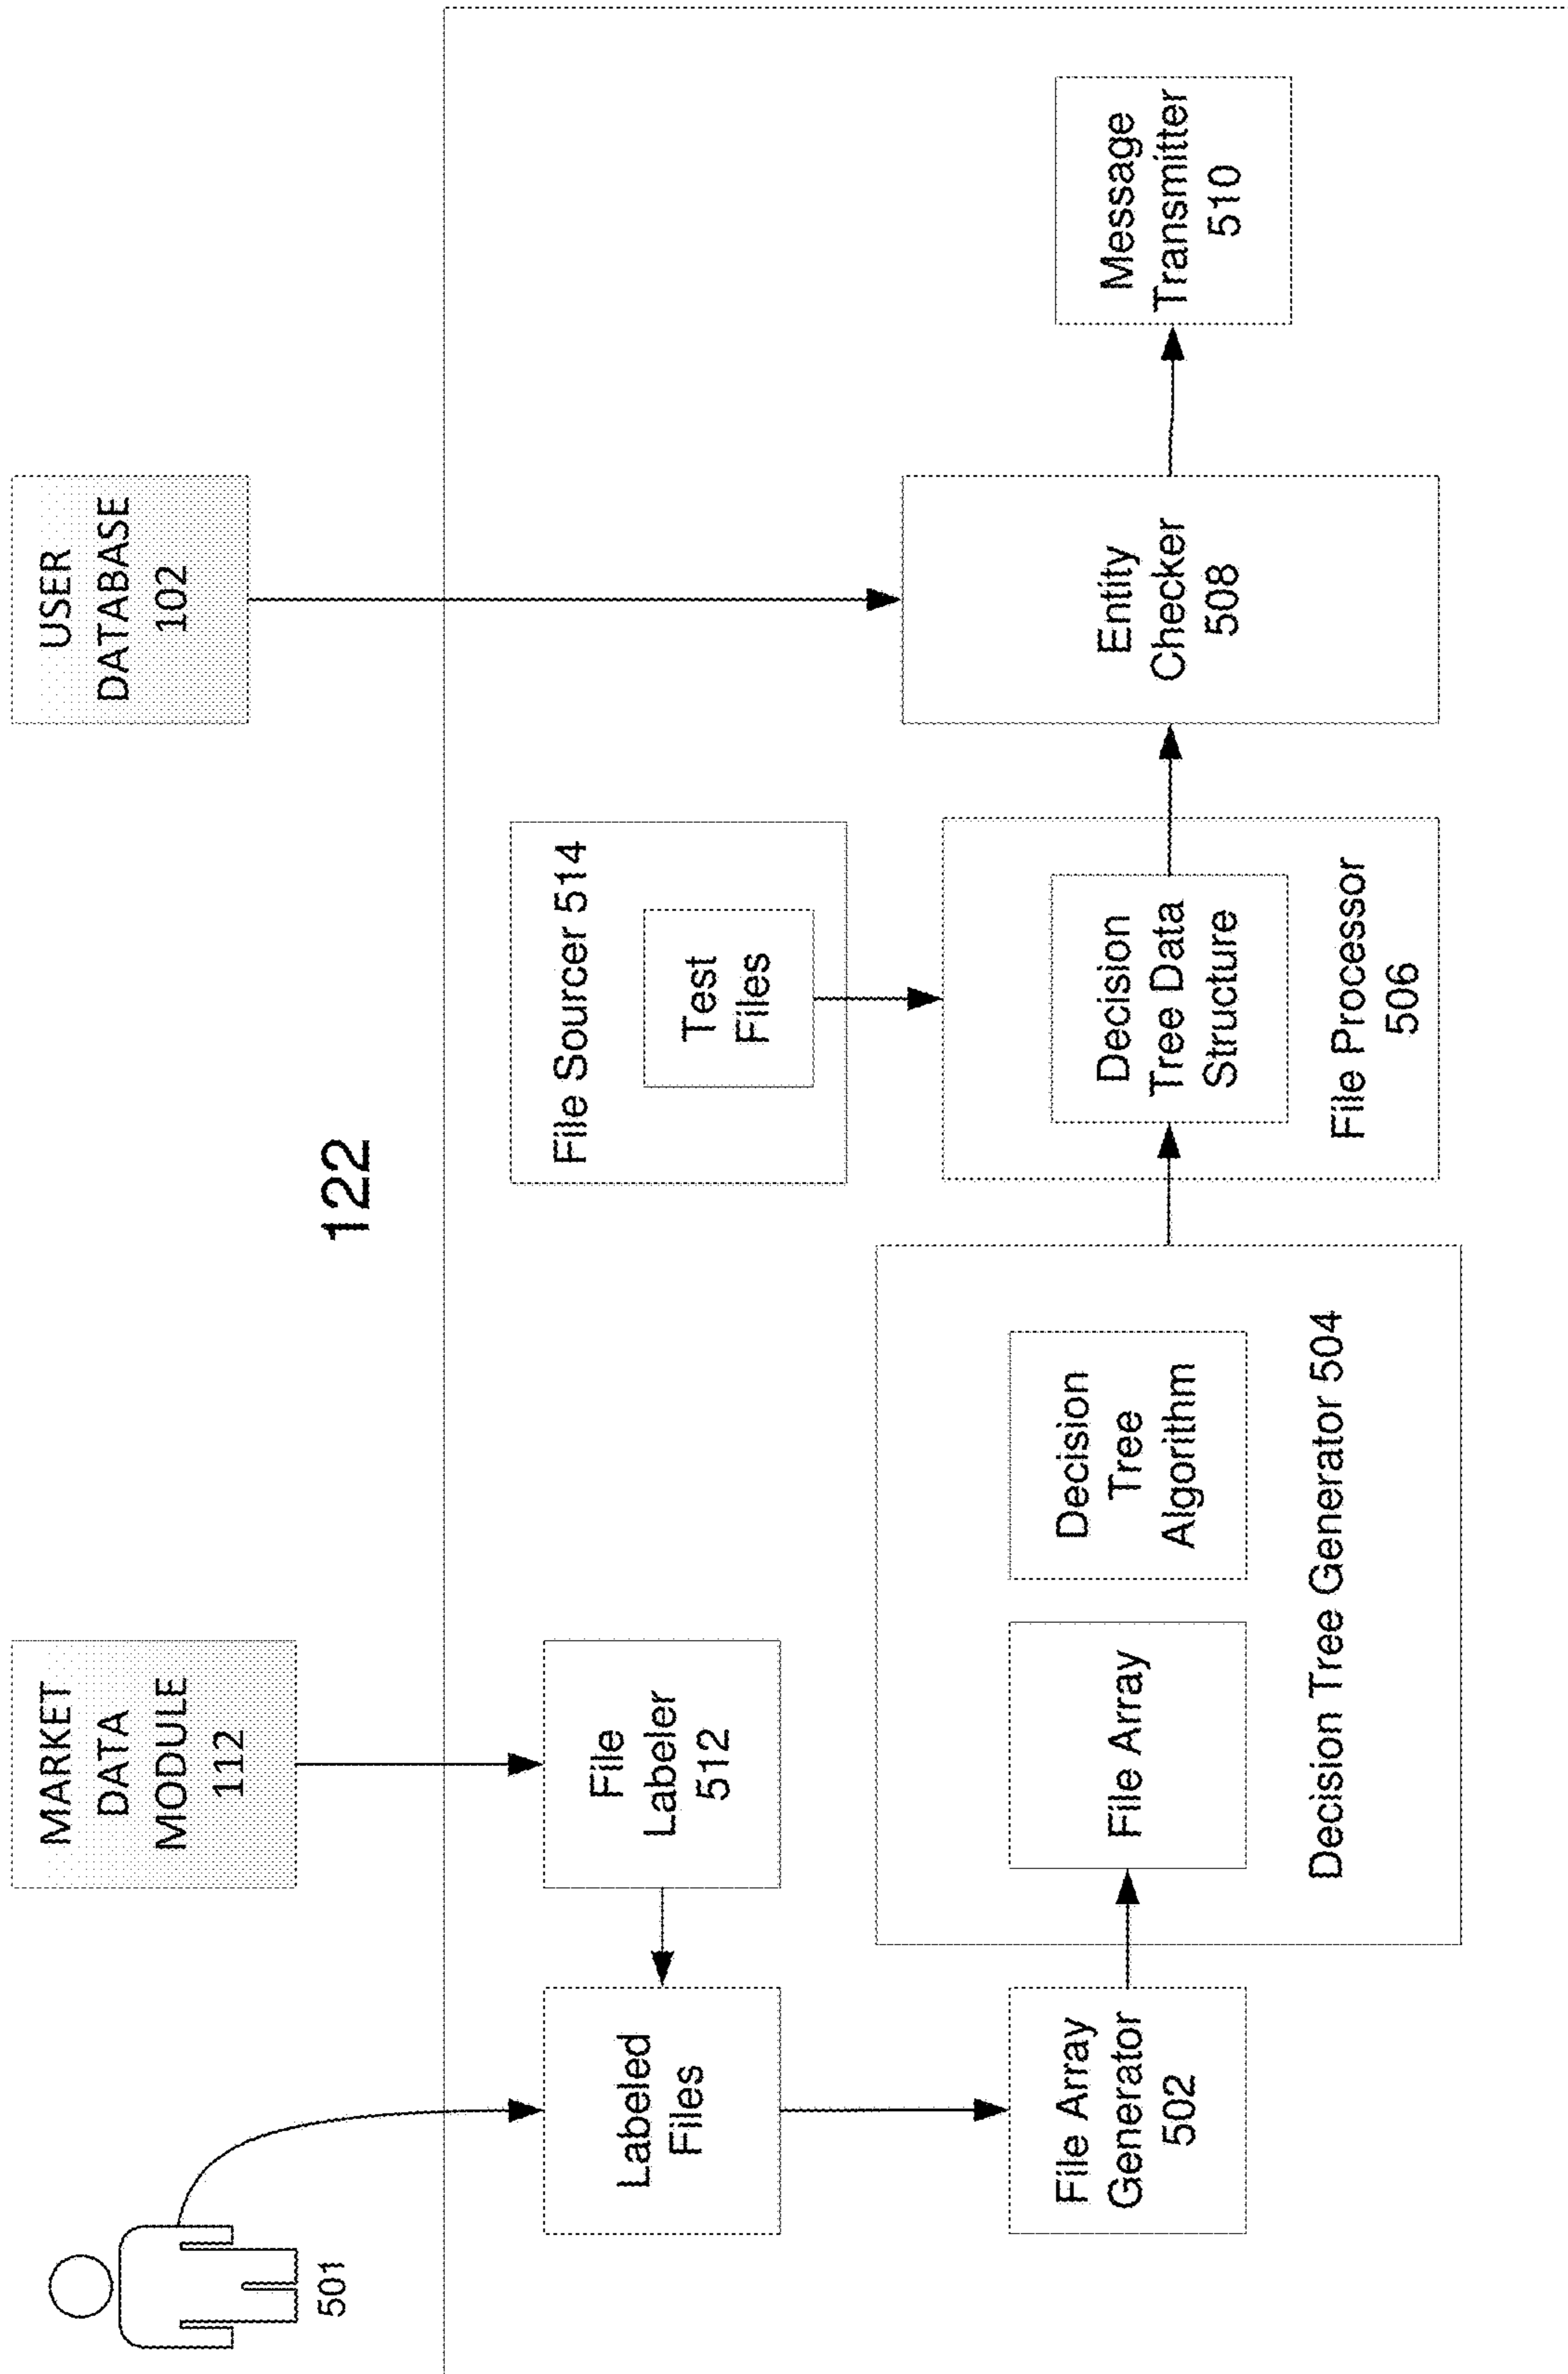 501
MARKET
DATA
MODULE
112
USER
DATABASE
102
122
Labeled
Files
File
Labeler
512
File Sourcer 514
Test
Files
File Array
Generator
502
File Array
Decision
Tree
Algorithm
Decision Tree Generator 504
Decision
Tree Data
Structure
File Processor
506
Entity
Checker
508
Message
Transmitter
510